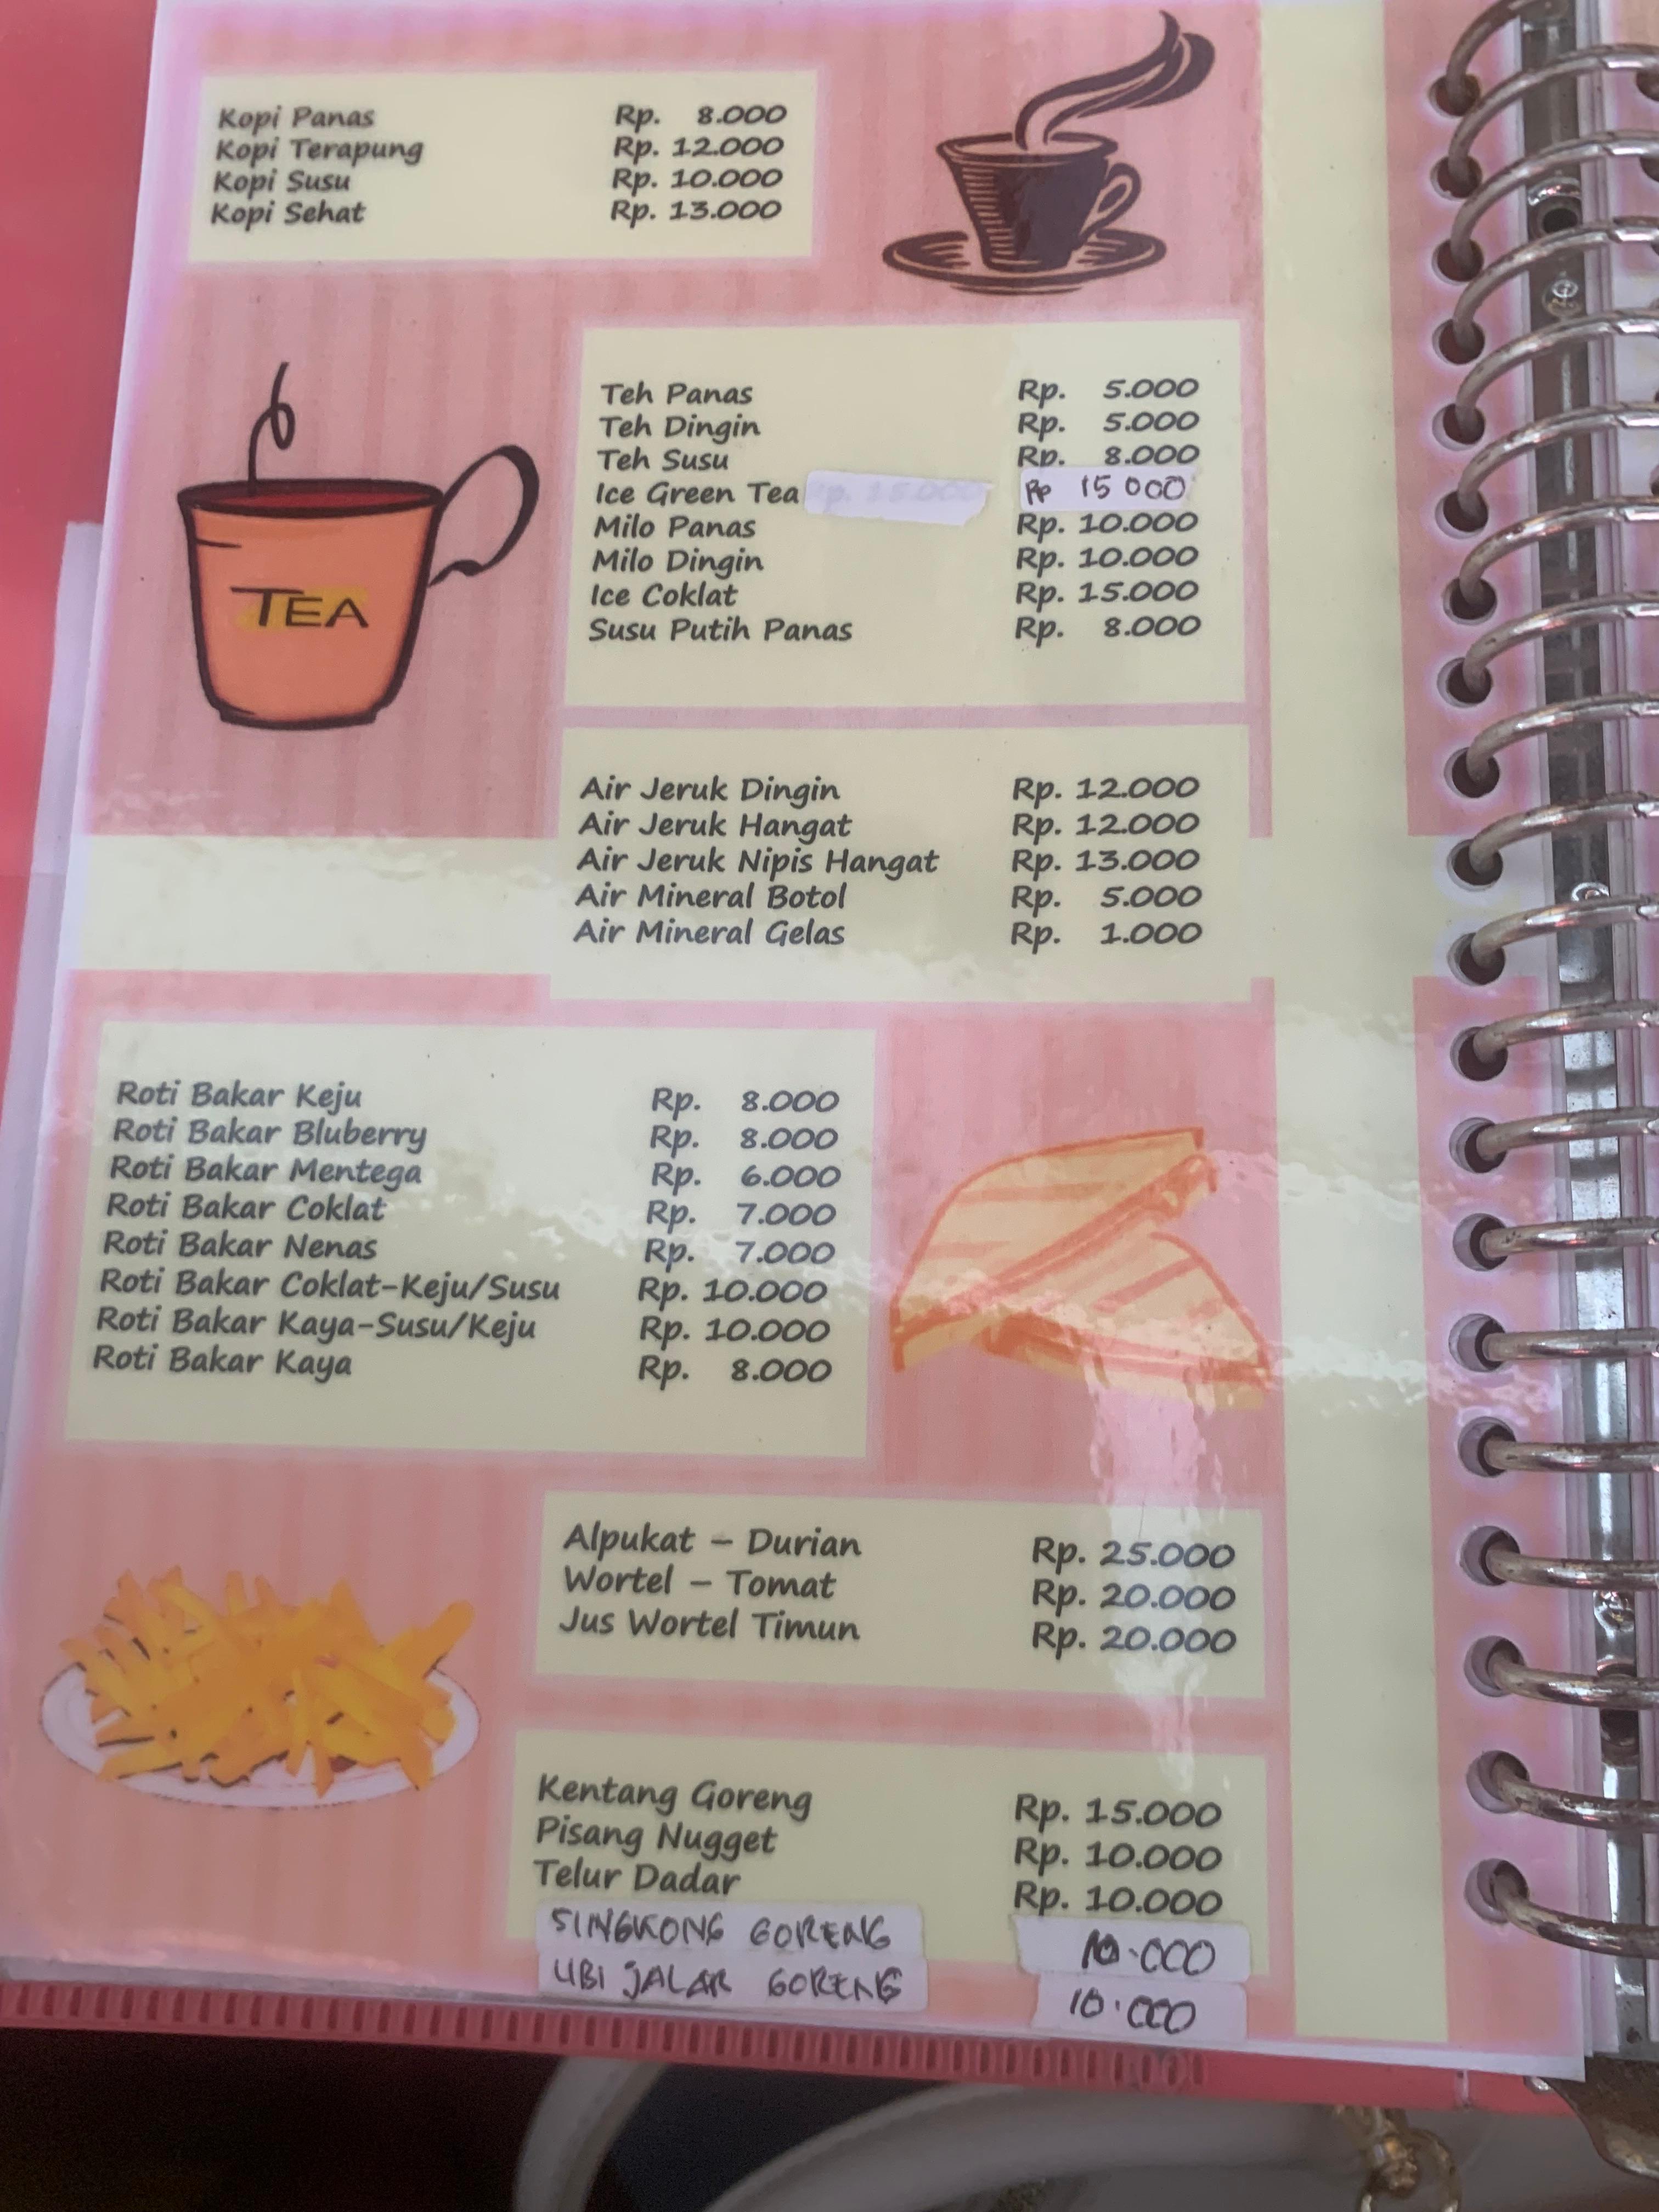 Kopi Panas Rp. 8.000
Kopi Terapung Rp. 12.000
Kopi Susu Rp. 10.000
Kopi Sehat Rp. 13.000
TEA
Teh Panas Rp. 5.000
Teh Dingin Rp. 5.000
Teh Susu Rp. 8.000
Ice Green Tea Rp 15 000
Milo Panas Rp. 10.000
Milo Dingin Rp. 10.000
Ice Coklat Rp. 15.000
Susu Putih Panas Rp. 8.000
Air Jeruk Dingin Rp. 12.000
Air Jeruk Hangat Rp. 12.000
Air Jeruk Nipis Hangat Rp. 13.000
Air Mineral Botol Rp. 5.000
Air Mineral Gelas Rp. 1.000
Roti Bakar Keju Rp. 8.000
Roti Bakar Bluberry Rp. 8.000
Roti Bakar Mentega Rp. 6.000
Roti Bakar Coklat Rp. 7.000
Roti Bakar Nenas Rp. 7.000
Roti Bakar Coklat-Keju/Susu Rp. 10.000
Roti Bakar Kaya-Susu/Keju Rp. 10.000
Roti Bakar Kaya Rp. 8.000
Alpukat – Durian Rp. 25.000
Wortel – Tomat Rp. 20.000
Jus Wortel Timun Rp. 20.000
Kentang Goreng Rp. 15.000
Pisang Nugget Rp. 10.000
Telur Dadar Rp. 10.000
SINGKONG GORENG 10.000
UBI JALAR GORENG 10.000